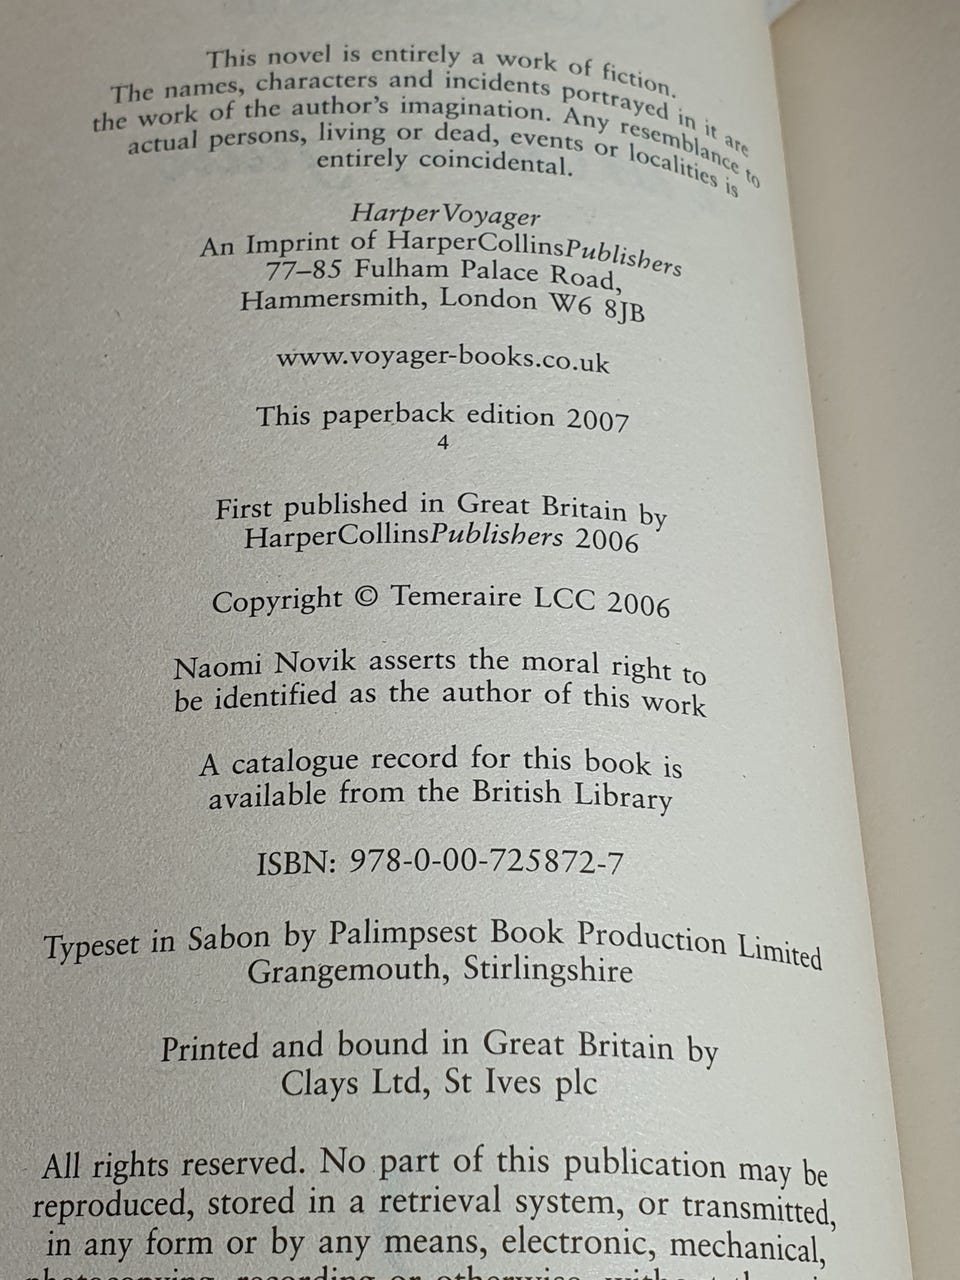 This novel is entirely a work of fiction.
The names, characters and incidents portrayed in it are
the work of the author's imagination. Any resemblance to
actual persons, living or dead, events or localities is
entirely coincidental.
HarperVoyager
An Imprint of HarperCollinsPublishers
77–85 Fulham Palace Road,
Hammersmith, London W6 8JB
www.voyager-books.co.uk
This paperback edition 2007
4
First published in Great Britain by
HarperCollinsPublishers 2006
Copyright © Temeraire LCC 2006
Naomi Novik asserts the moral right to
be identified as the author of this work
A catalogue record for this book is
available from the British Library
ISBN: 978-0-00-725872-7
Typeset in Sabon by Palimpsest Book Production Limited
Grangemouth, Stirlingshire
Printed and bound in Great Britain by
Clays Ltd, St Ives plc
All rights reserved. No part of this publication may be
reproduced, stored in a retrieval system, or transmitted,
in any form or by any means, electronic, mechanical,
photocopying, recording or otherwise, without